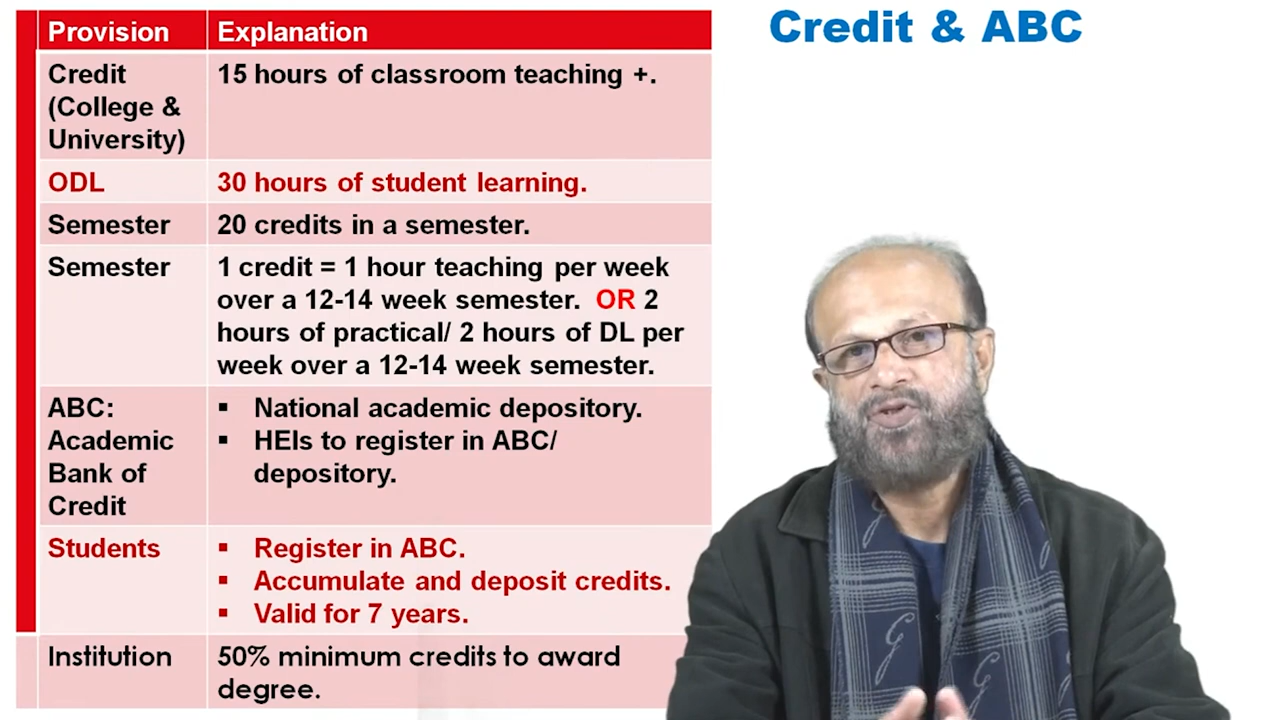 Credit & ABC
Provision Explanation
Credit (College & University) 15 hours of classroom teaching +.
ODL 30 hours of student learning.
Semester 20 credits in a semester.
Semester 1 credit = 1 hour teaching per week
over a 12-14 week semester. OR 2
hours of practical/ 2 hours of DL per
week over a 12-14 week semester.
ABC:
Academic
Bank of
Credit
▪ National academic depository.
▪ HEIs to register in ABC/
depository.
Students
▪ Register in ABC.
▪ Accumulate and deposit credits.
▪ Valid for 7 years.
Institution 50% minimum credits to award
degree.